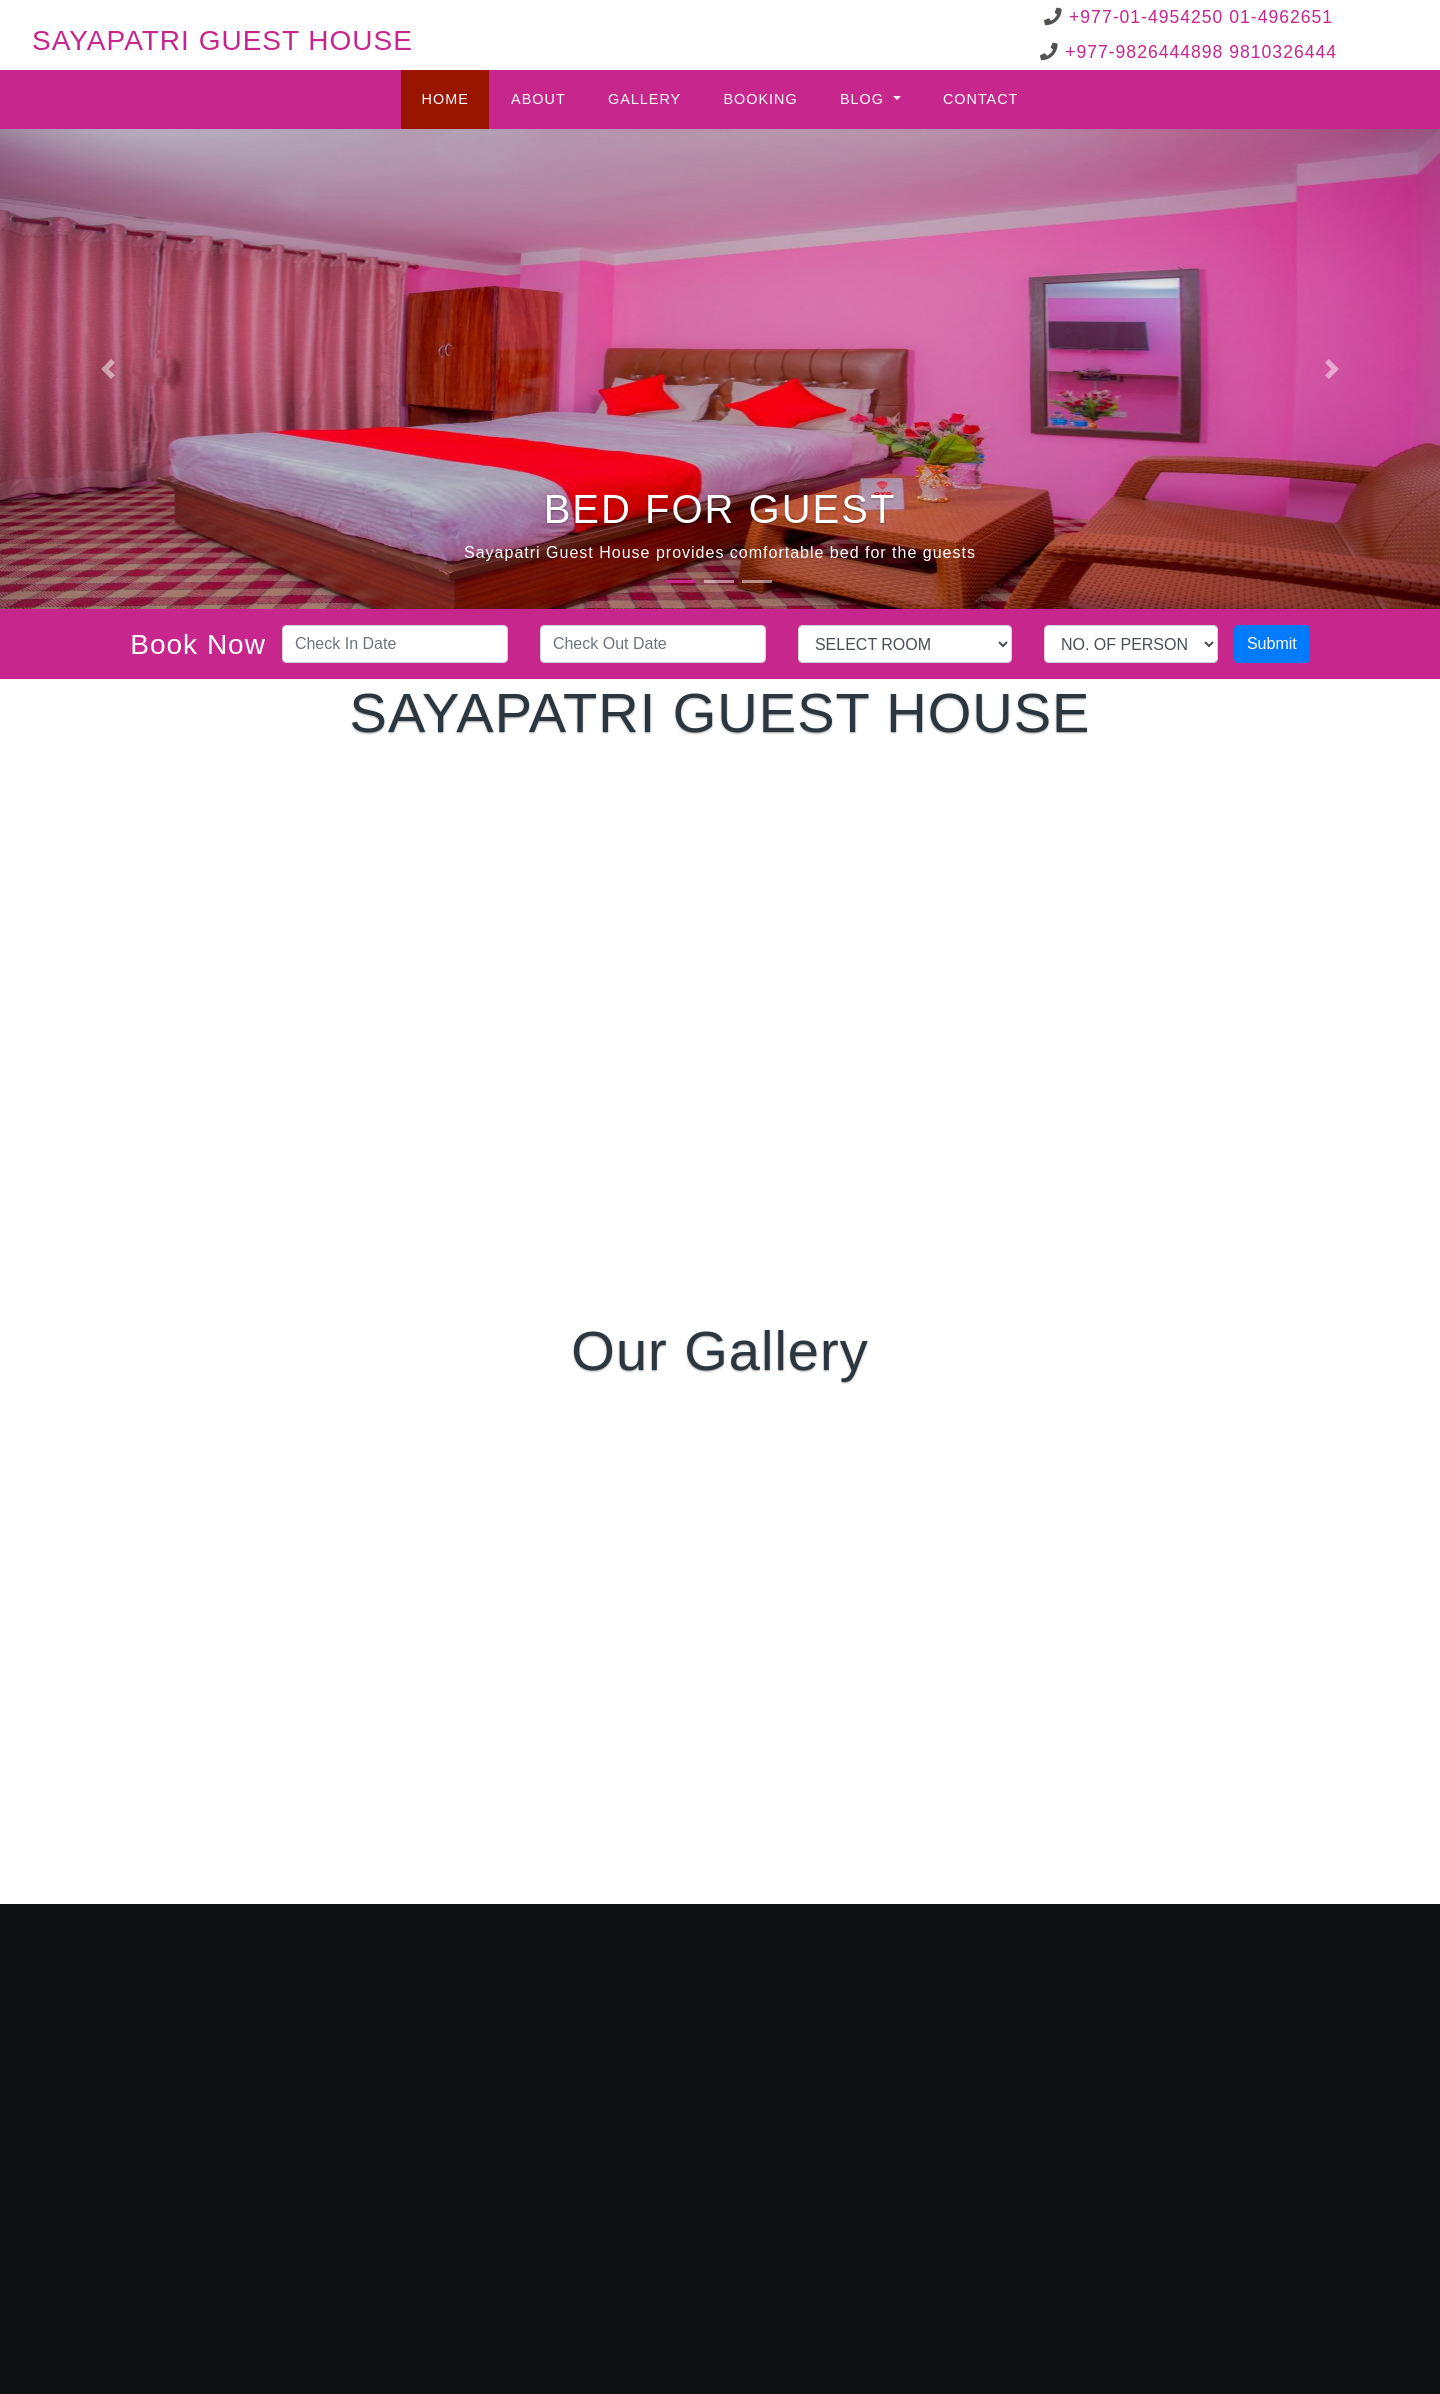 SAYAPATRI GUEST HOUSE
+977-01-4954250 01-4962651
+977-9826444898 9810326444
HOME ABOUT GALLERY BOOKING BLOG CONTACT
BED FOR GUEST
Sayapatri Guest House provides comfortable bed for the guests
Book Now Check In Date Check Out Date SELECT ROOM NO. OF PERSON Submit
SAYAPATRI GUEST HOUSE
Our Gallery